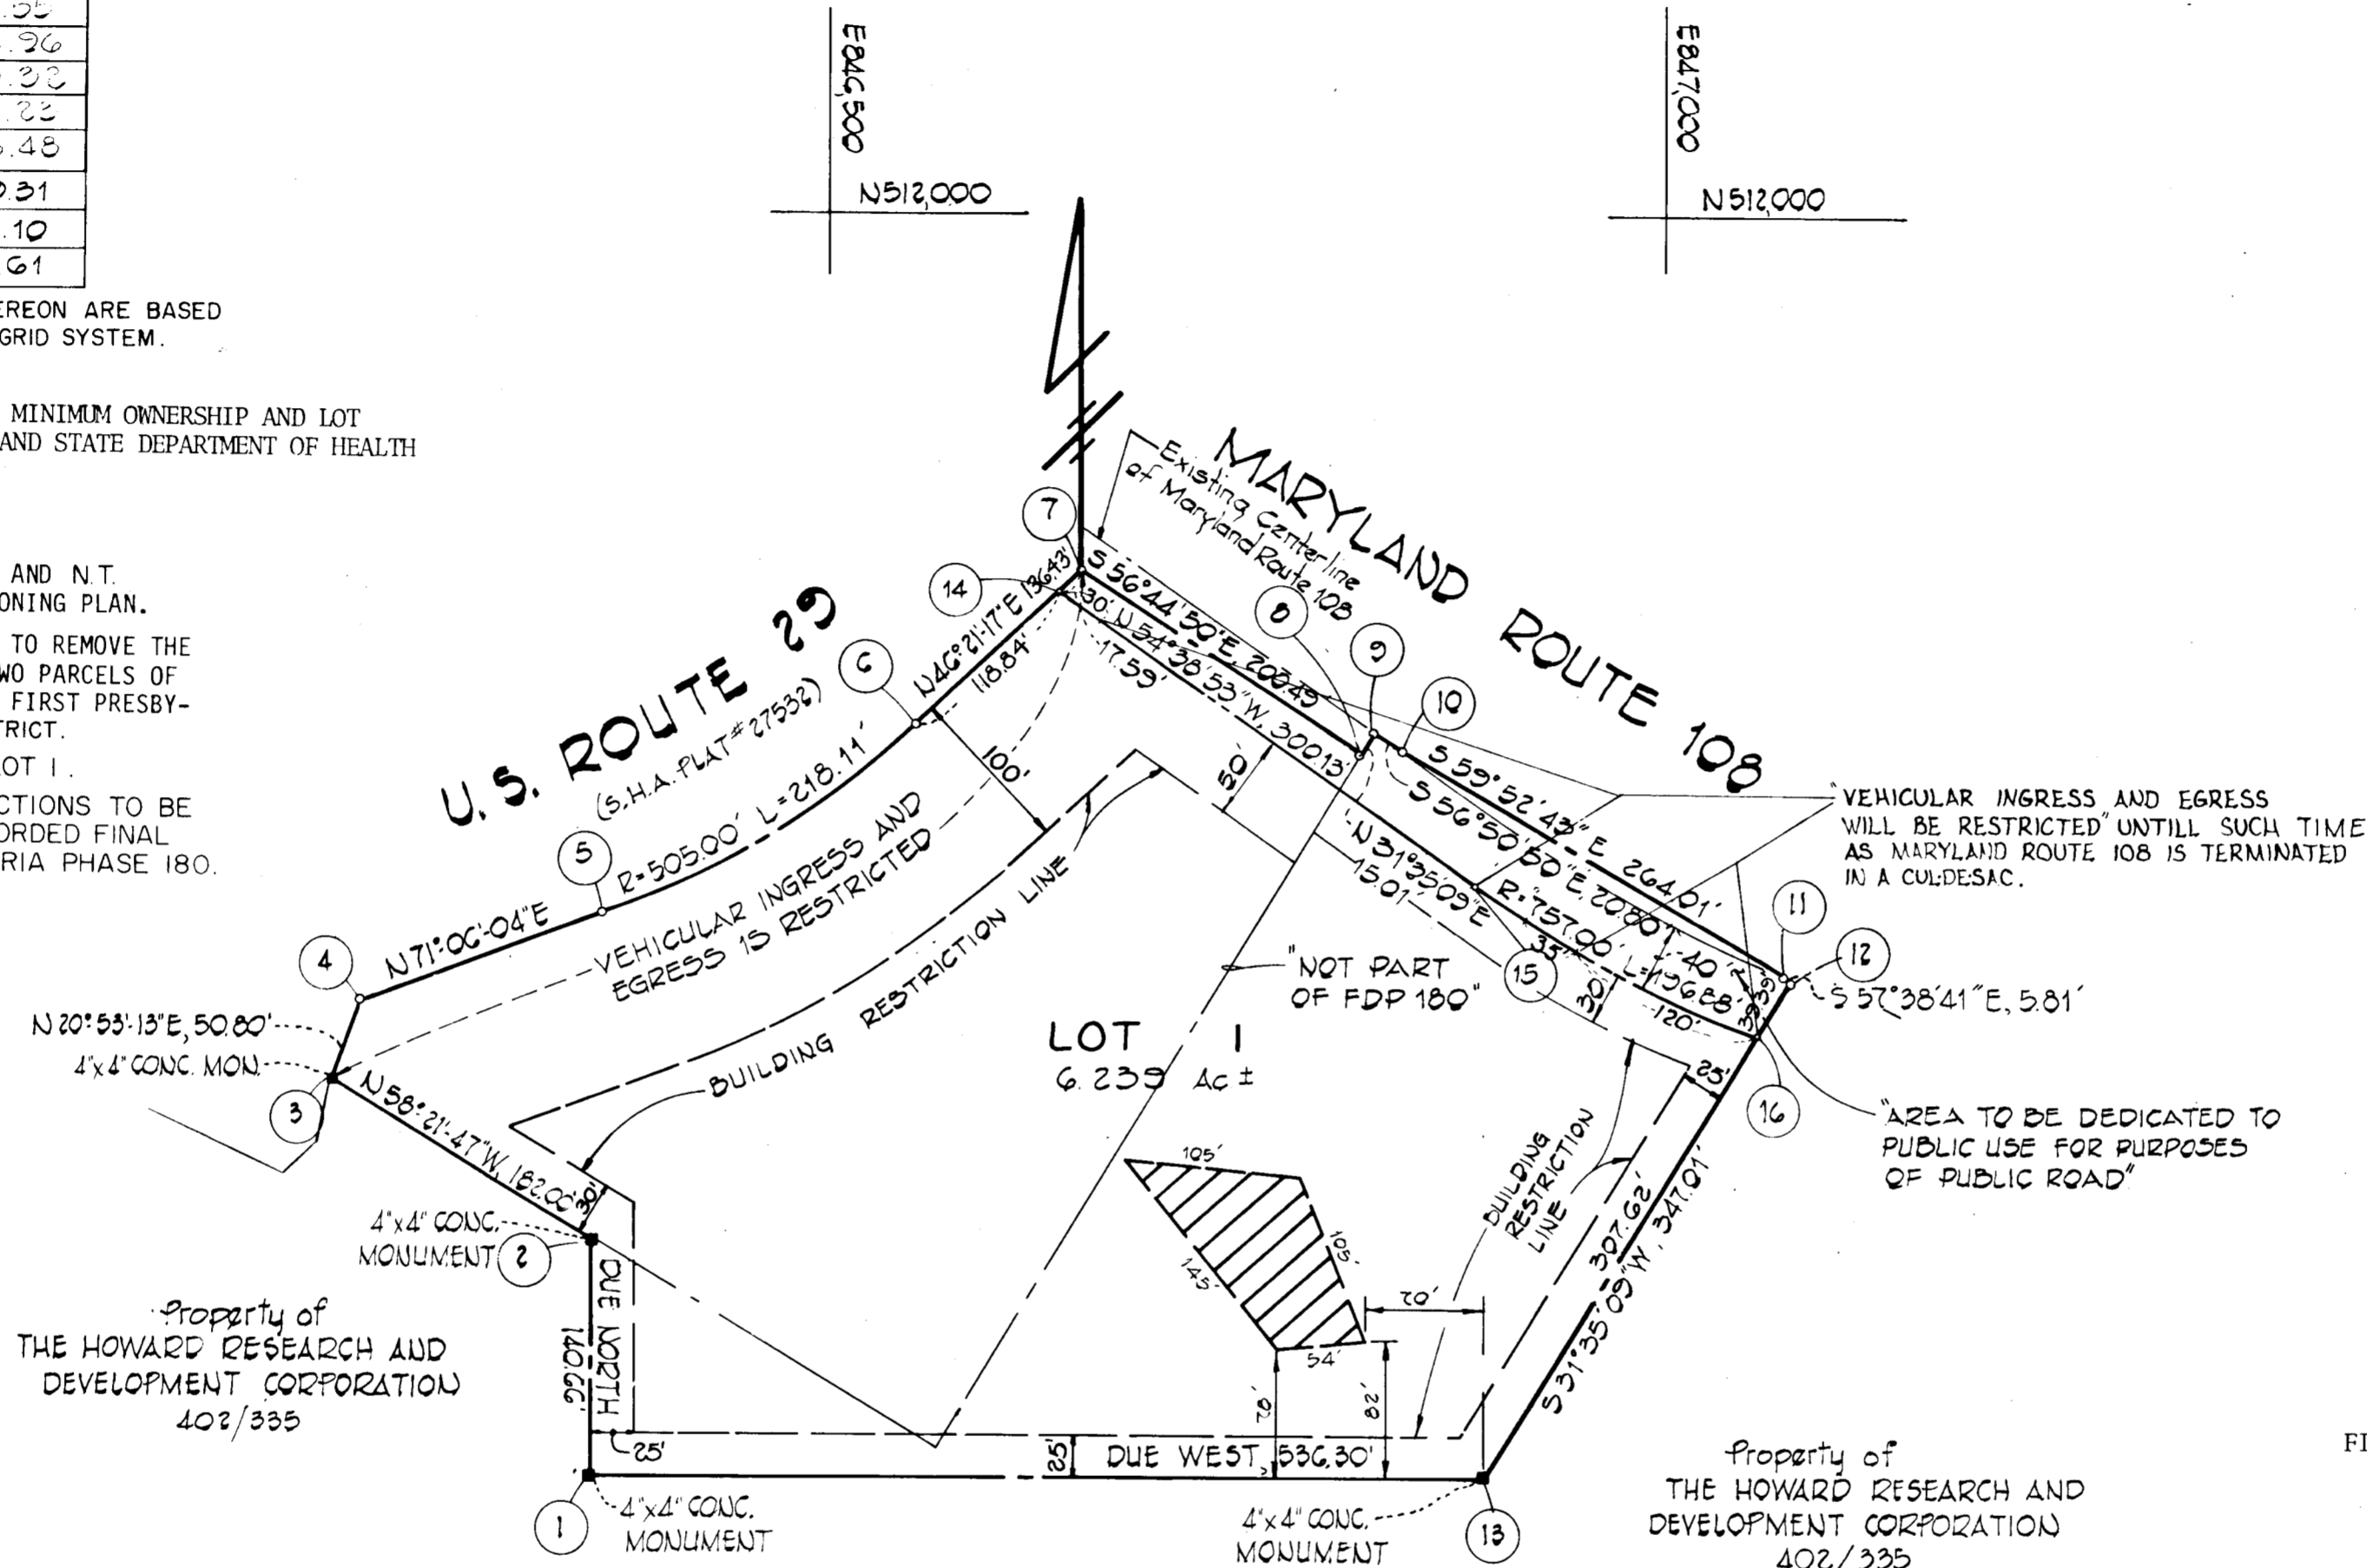 .55
.96
.32
.23
.48
.31
.10
.61
EREON ARE BASED
GRID SYSTEM.
MINIMUM OWNERSHIP AND LOT
AND STATE DEPARTMENT OF HEALTH
AND N.T.
ONING PLAN.
TO REMOVE THE
WO PARCELS OF
FIRST PRESBY-
TRICT.
OT 1.
CTIONS TO BE
ORDED FINAL
RIA PHASE 180.
E846,500
N512,000
E847,000
N512,000
MARYLAND ROUTE 108
Existing Centerline
of Maryland Route 108
U.S. ROUTE 29
(S.H.A. PLAT # 27532)
7
14
8
9
10
6
5
4
3
2
1
11
12
15
16
13
N46°-21'-17"E 136.43'
118.84'
30'
17.59'
S 56°44'50"E, 200.49'
N 54°38'53"W, 300.13'
S 59°52'43"E 264.01'
S 56°50'50"E, 20.80'
N 31°35'09"E
15.01'
R=757.00' L=196.88'
35'
40'
30'
120'
39.39'
S 57°38'41"E, 5.81'
R=505.00' L=218.11'
N71°-06'-04"E
100'
50'
VEHICULAR INGRESS AND
EGRESS IS RESTRICTED
BUILDING RESTRICTION LINE
N 20°-53'-13"E, 50.80'
4"x4" CONC. MON.
N 58°-21'-47"W, 182.00'
30'
4"x4" CONC.
MONUMENT
DUE NORTH
140.66'
25'
4"x4" CONC.
MONUMENT
Property of
THE HOWARD RESEARCH AND
DEVELOPMENT CORPORATION
402/335
LOT 1
6.239 Ac ±
"NOT PART
OF FDP 180"
"VEHICULAR INGRESS AND EGRESS
WILL BE RESTRICTED" UNTILL SUCH TIME
AS MARYLAND ROUTE 108 IS TERMINATED
IN A CUL-DE-SAC.
"AREA TO BE DEDICATED TO
PUBLIC USE FOR PURPOSES
OF PUBLIC ROAD"
BUILDING
RESTRICTION
LINE
25'
307.62'
S31°35'09"W, 347.01'
105'
105'
145'
54'
70'
78'
82'
25'
DUE WEST, 536.30'
4"x4" CONC.
MONUMENT
Property of
THE HOWARD RESEARCH AND
DEVELOPMENT CORPORATION
402/335
FI